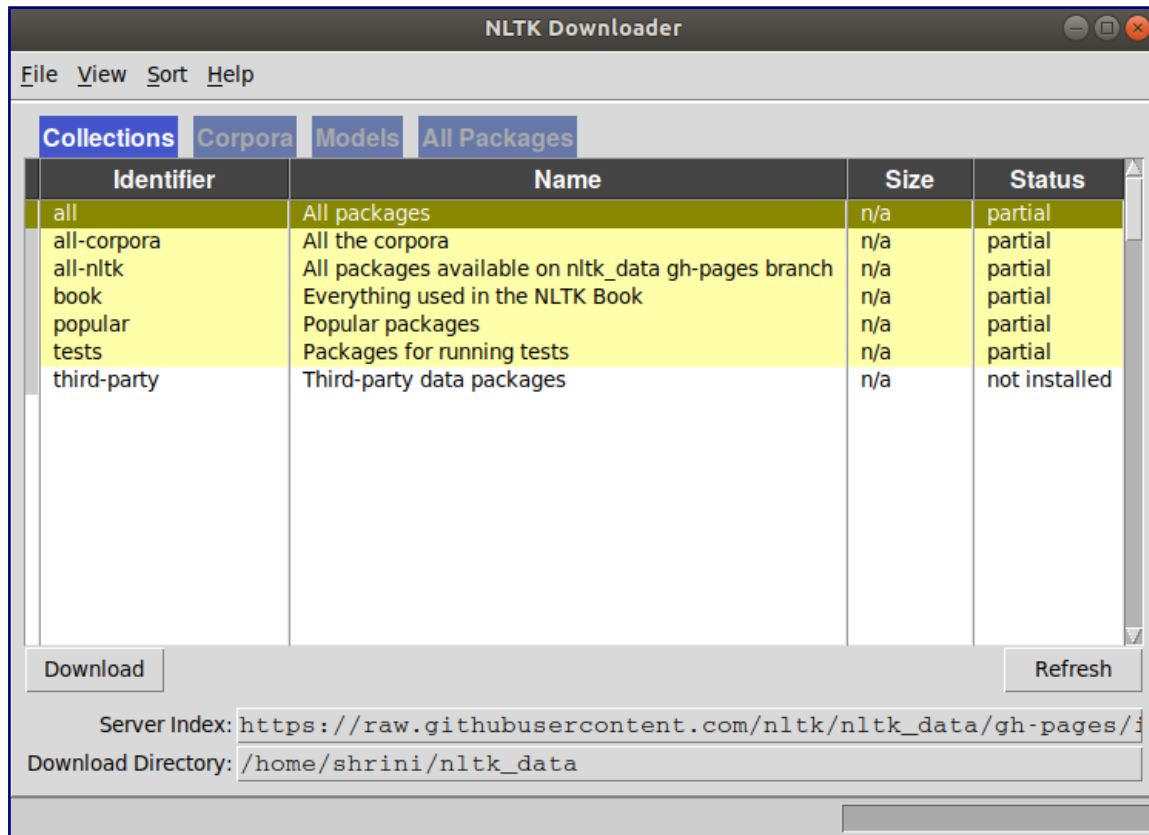 NLTK Downloader
File View Sort Help
Collections Corpora Models All Packages
Identifier Name Size Status
all All packages n/a partial
all-corpora All the corpora n/a partial
all-nltk All packages available on nltk_data gh-pages branch n/a partial
book Everything used in the NLTK Book n/a partial
popular Popular packages n/a partial
tests Packages for running tests n/a partial
third-party Third-party data packages n/a not installed
Download Refresh
Server Index: https://raw.githubusercontent.com/nltk/nltk_data/gh-pages/i
Download Directory: /home/shrini/nltk_data